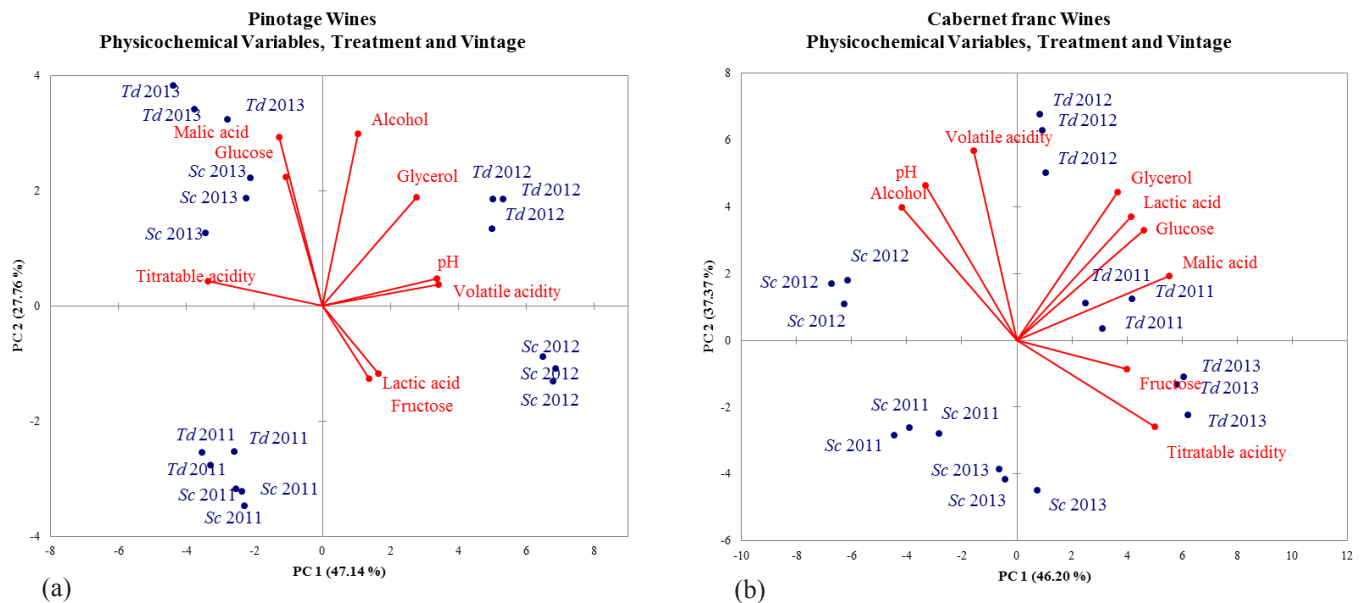 Pinotage Wines
Physicochemical Variables, Treatment and Vintage
4
2
0
-2
-4
PC 2 (27.76 %)
Td 2013
Td 2013
Td 2013
Malic acid
Glucose
Alcohol
Sc 2013
Sc 2013
Sc 2013
Glycerol
Td 2012
Td 2012
Td 2012
Titratable acidity
pH
Volatile acidity
Sc 2012
Sc 2012
Sc 2012
Lactic acid
Fructose
Td 2011
Td 2011
Td 2011
Sc 2011
Sc 2011
Sc 2011
-8 -6 -4 -2 0 2 4 6 8
PC 1 (47.14 %)
(a)
Cabernet franc Wines
Physicochemical Variables, Treatment and Vintage
8
6
4
2
0
-2
-4
-6
PC 2 (37.37 %)
Td 2012
Td 2012
Td 2012
Volatile acidity
pH
Alcohol
Glycerol
Lactic acid
Glucose
Malic acid
Sc 2012
Sc 2012
Sc 2012
Td 2011
Td 2011
Td 2011
Td 2013
Td 2013
Td 2013
Fructose
Titratable acidity
Sc 2011
Sc 2011
Sc 2011
Sc 2013
Sc 2013
Sc 2013
-10 -8 -6 -4 -2 0 2 4 6 8 10 12
PC 1 (46.20 %)
(b)